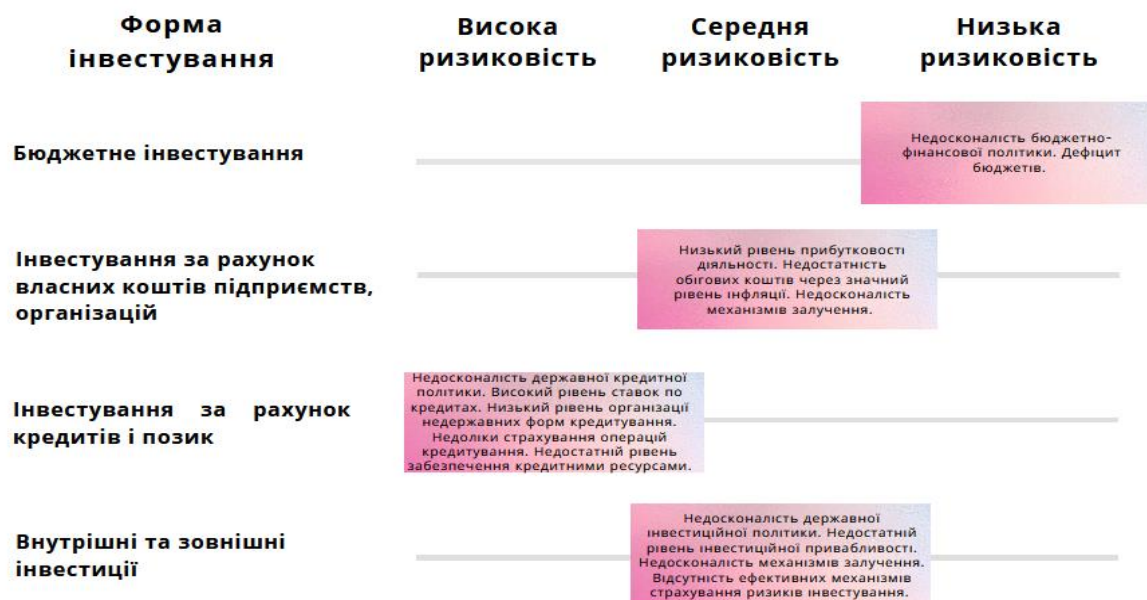 Форма
інвестування
Висока
ризиковість
Середня
ризиковість
Низька
ризиковість
Бюджетне інвестування
Недосконалість бюджетно-
фінансової політики. Дефіцит
бюджетів.
Інвестування за рахунок
власних коштів підприємств,
організацій
Низький рівень прибутковості
діяльності. Недостатність
обігових коштів через значний
рівень інфляції. Недосконалість
механізмів залучення.
Інвестування за рахунок
кредитів і позик
Недосконалість державної кредитної
політики. Високий рівень ставок по
кредитах. Низький рівень організації
недержавних форм кредитування.
Недоліки страхування операцій
кредитування. Недостатній рівень
забезпечення кредитними ресурсами.
Внутрішні та зовнішні
інвестиції
Недосконалість державної
інвестиційної політики. Недостатній
рівень інвестиційної привабливості.
Недосконалість механізмів залучення.
Відсутність ефективних механізмів
страхування ризиків інвестування.